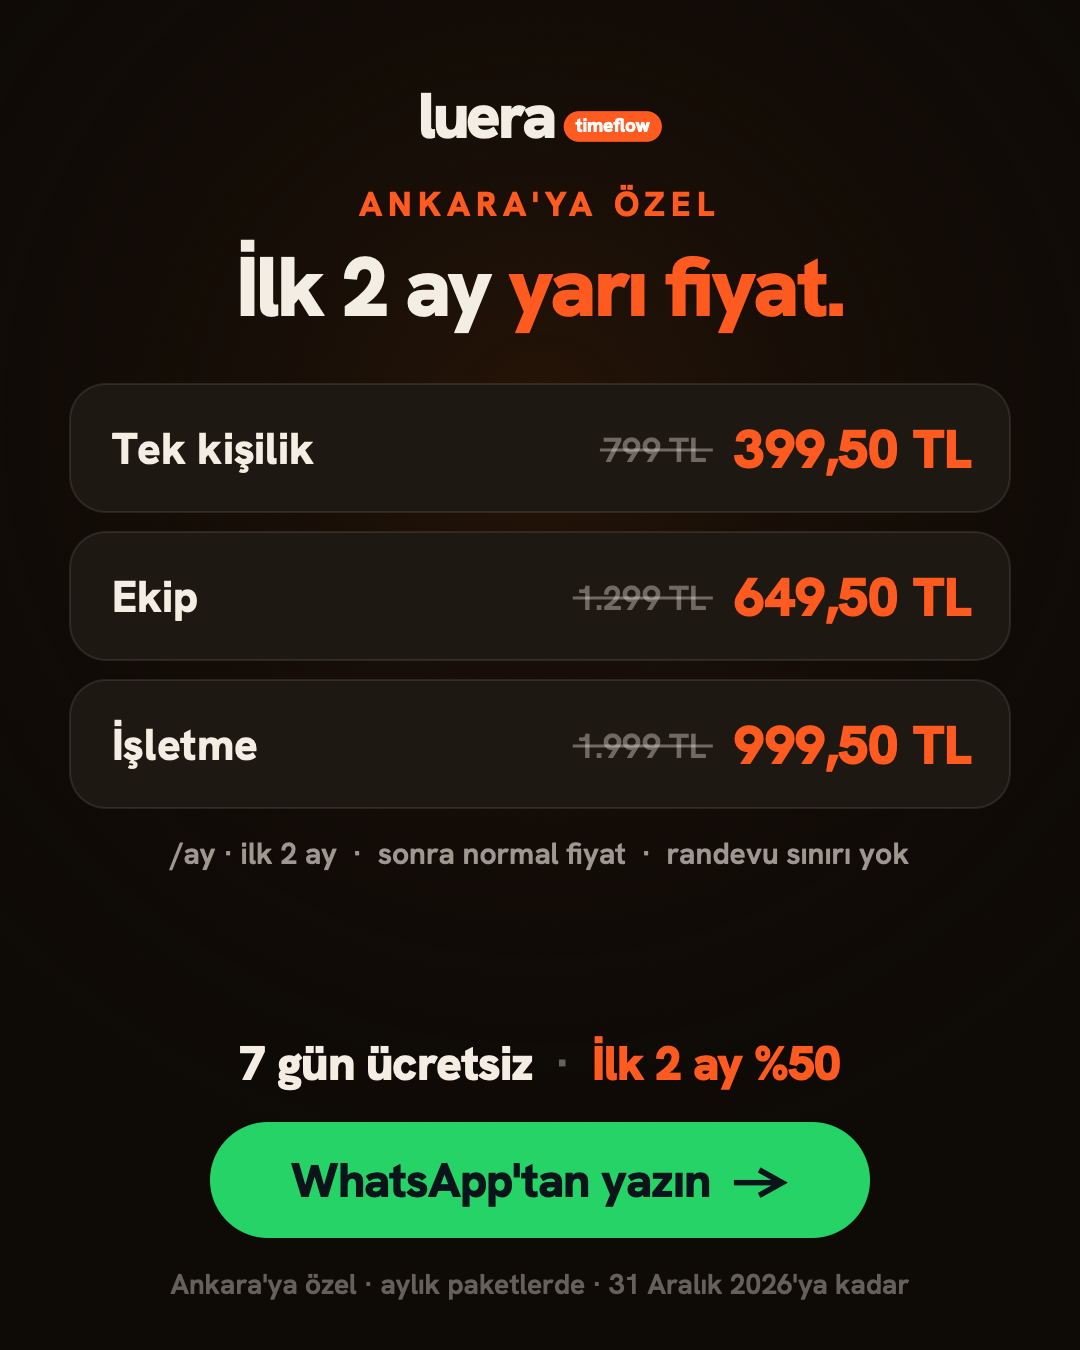 luera timeflow
ANKARA'YA ÖZEL
İlk 2 ay yarı fiyat.
Tek kişilik 799 TL 399,50 TL
Ekip 1.299 TL 649,50 TL
İşletme 1.999 TL 999,50 TL
/ay · ilk 2 ay · sonra normal fiyat · randevu sınırı yok
7 gün ücretsiz · İlk 2 ay %50
WhatsApp'tan yazın →
Ankara'ya özel · aylık paketlerde · 31 Aralık 2026'ya kadar